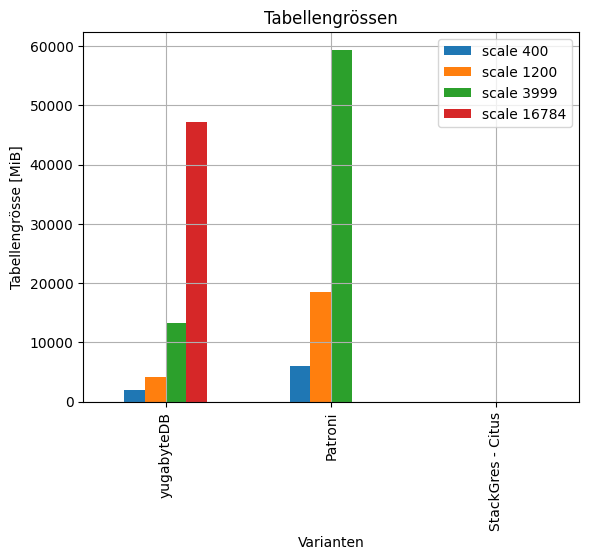 Tabellengrössen
60000
50000
40000
30000
20000
10000
0
Tabellengrösse [MiB]
scale 400
scale 1200
scale 3999
scale 16784
yugabyteDB
Patroni
StackGres - Citus
Varianten